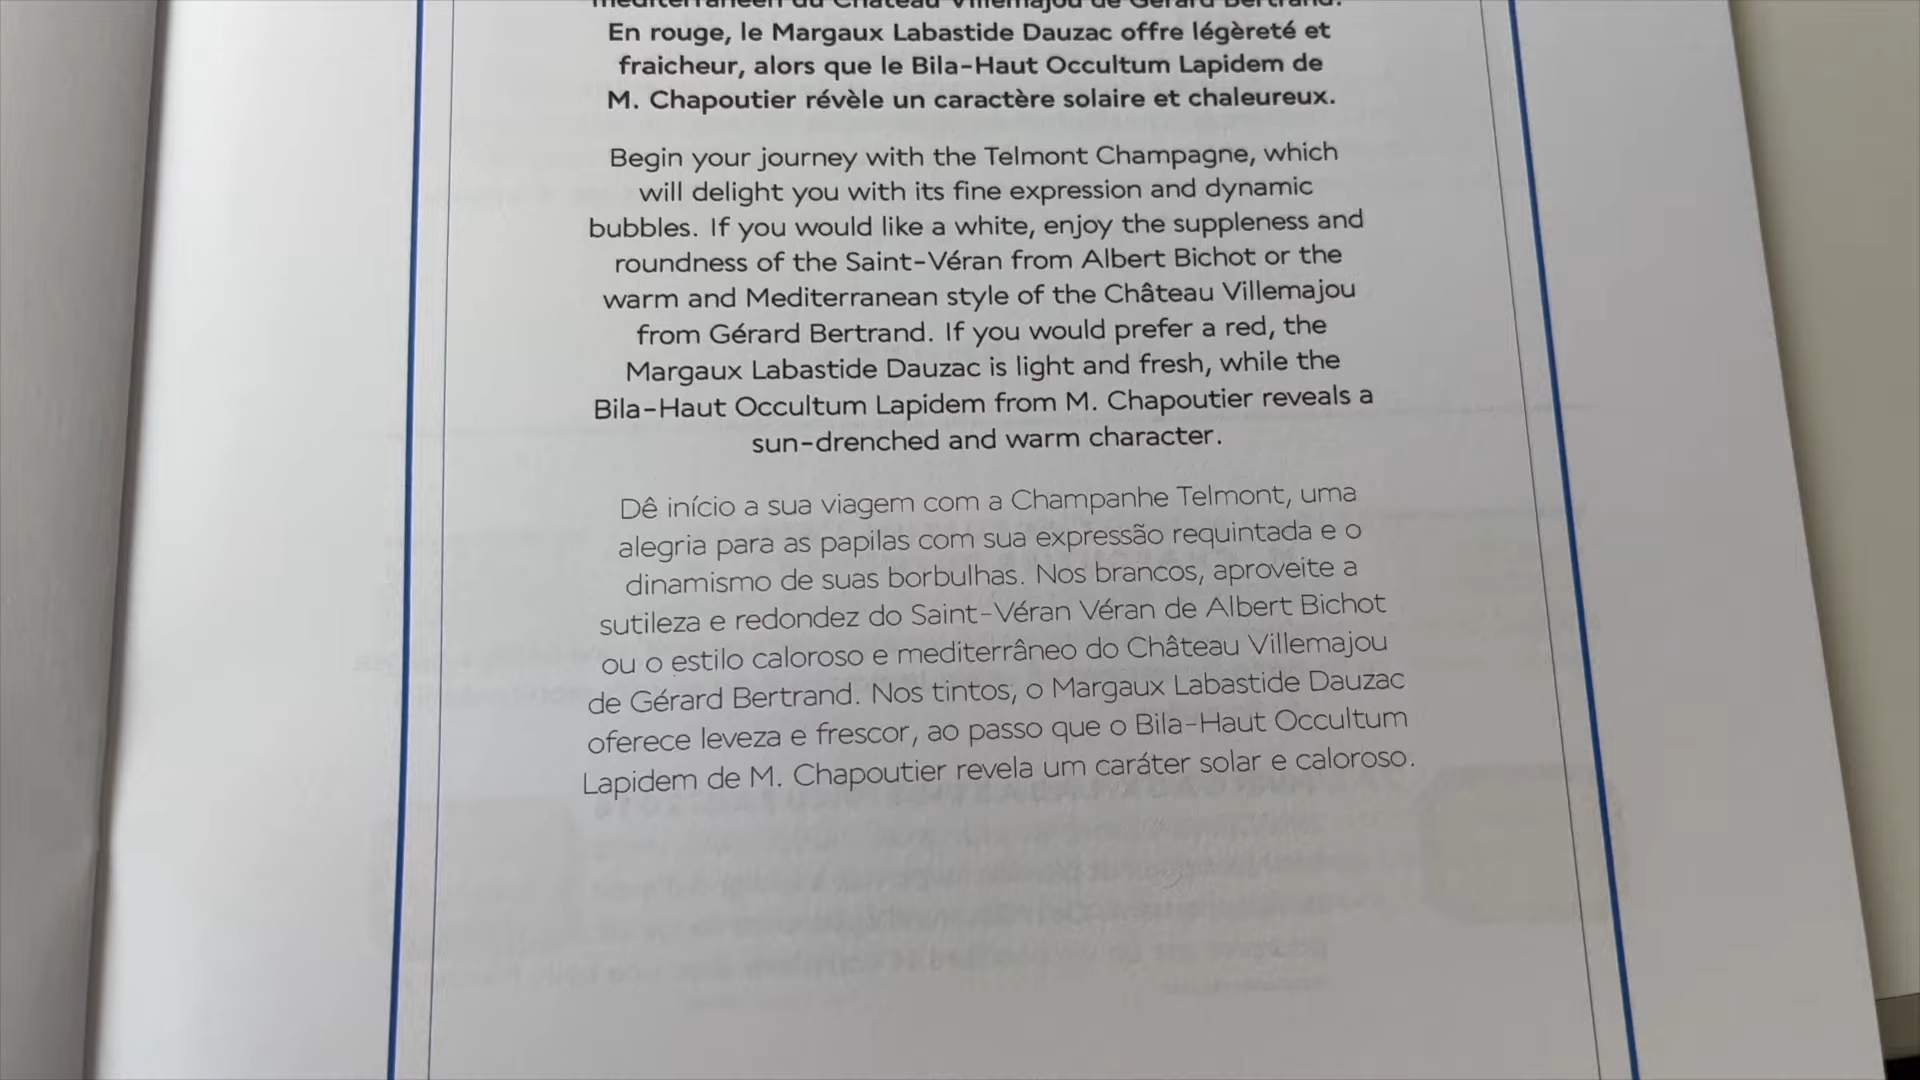 méditerranéen du Château Villemajou de Gérard Bertrand.
En rouge, le Margaux Labastide Dauzac offre légèreté et
fraicheur, alors que le Bila-Haut Occultum Lapidem de
M. Chapoutier révèle un caractère solaire et chaleureux.
Begin your journey with the Telmont Champagne, which
will delight you with its fine expression and dynamic
bubbles. If you would like a white, enjoy the suppleness and
roundness of the Saint-Véran from Albert Bichot or the
warm and Mediterranean style of the Château Villemajou
from Gérard Bertrand. If you would prefer a red, the
Margaux Labastide Dauzac is light and fresh, while the
Bila-Haut Occultum Lapidem from M. Chapoutier reveals a
sun-drenched and warm character.
Dê início a sua viagem com a Champanhe Telmont, uma
alegria para as papilas com sua expressão requintada e o
dinamismo de suas borbulhas. Nos brancos, aproveite a
sutileza e redondez do Saint-Véran Véran de Albert Bichot
ou o estilo caloroso e mediterrâneo do Château Villemajou
de Gérard Bertrand. Nos tintos, o Margaux Labastide Dauzac
oferece leveza e frescor, ao passo que o Bila-Haut Occultum
Lapidem de M. Chapoutier revela um caráter solar e caloroso.